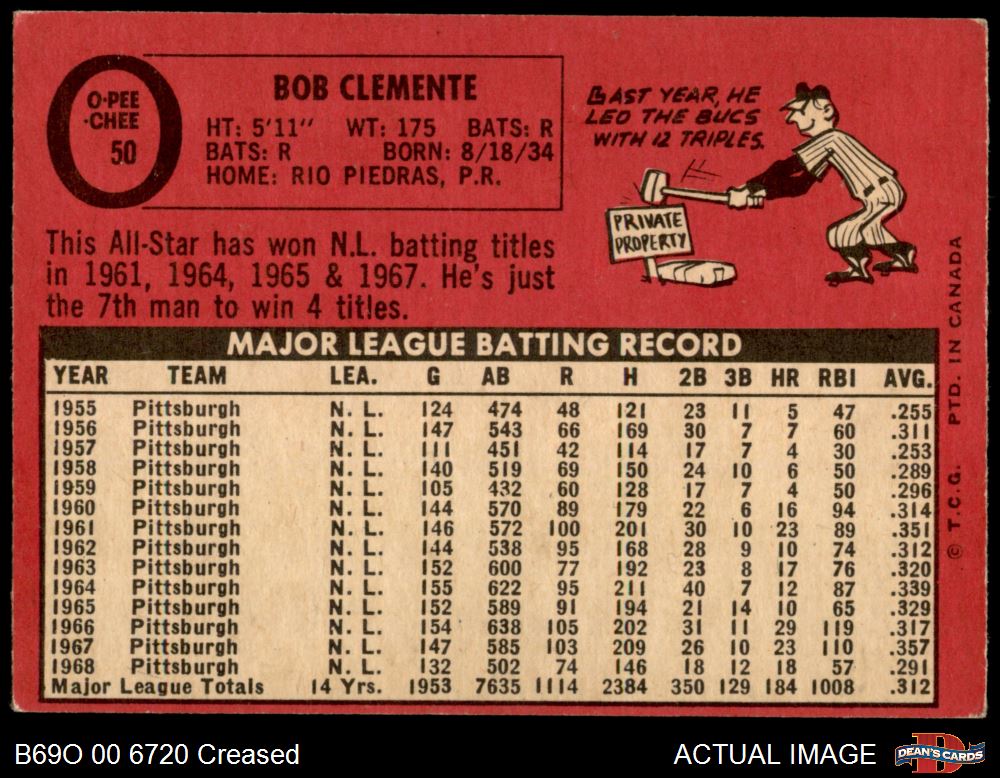 O-PEE
-CHEE
50
BOB CLEMENTE
HT: 5'11" WT: 175 BATS: R
BATS: R BORN: 8/18/34
HOME: RIO PIEDRAS, P.R.
LAST YEAR, HE
LED THE BUCS
WITH 12 TRIPLES.
PRIVATE
PROPERTY
This All-Star has won N.L. batting titles
in 1961, 1964, 1965 & 1967. He's just
the 7th man to win 4 titles.
MAJOR LEAGUE BATTING RECORD
YEAR TEAM LEA. G AB R H 2B 3B HR RBI AVG.
1955 Pittsburgh N. L. 124 474 48 121 23 11 5 47 .255
1956 Pittsburgh N. L. 147 543 66 169 30 7 7 60 .311
1957 Pittsburgh N. L. 111 451 42 114 17 7 4 30 .253
1958 Pittsburgh N. L. 140 519 69 150 24 10 6 50 .289
1959 Pittsburgh N. L. 105 432 60 128 17 7 4 50 .296
1960 Pittsburgh N. L. 144 570 89 179 22 6 16 94 .314
1961 Pittsburgh N. L. 146 572 100 201 30 10 23 89 .351
1962 Pittsburgh N. L. 144 538 95 168 28 9 10 74 .312
1963 Pittsburgh N. L. 152 600 77 192 23 8 17 76 .320
1964 Pittsburgh N. L. 155 622 95 211 40 7 12 87 .339
1965 Pittsburgh N. L. 152 589 91 194 21 14 10 65 .329
1966 Pittsburgh N. L. 154 638 105 202 31 11 29 119 .317
1967 Pittsburgh N. L. 147 585 103 209 26 10 23 110 .357
1968 Pittsburgh N. L. 132 502 74 146 18 12 18 57 .291
Major League Totals 14 Yrs. 1953 7635 1114 2384 350 129 184 1008 .312
© T.C.G. PTD. IN CANADA
B69O 00 6720 Creased
ACTUAL IMAGE
DEAN'S CARDS